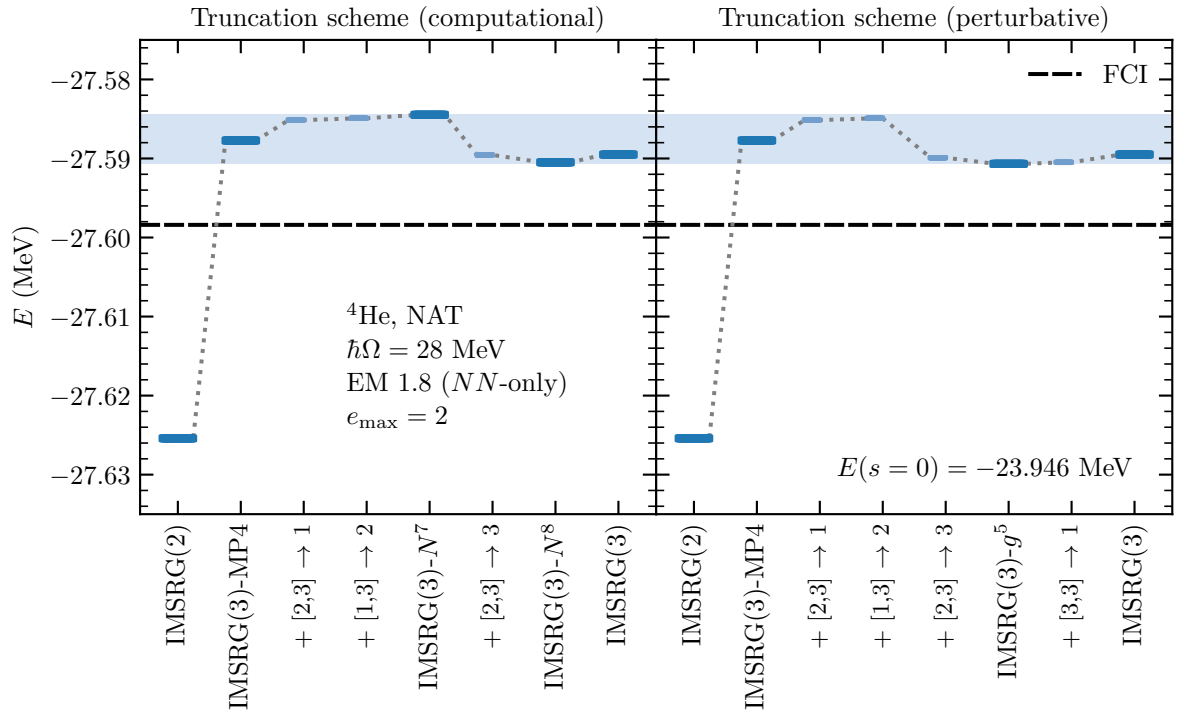 Truncation scheme (computational)
Truncation scheme (perturbative)
E (MeV)
−27.58
−27.59
−27.60
−27.61
−27.62
−27.63
⁴He, NAT
ħΩ = 28 MeV
EM 1.8 (NN-only)
e_max = 2
FCI
E(s = 0) = −23.946 MeV
IMSRG(2)
IMSRG(3)-MP4
+ [2,3] → 1
+ [1,3] → 2
IMSRG(3)-N⁷
+ [2,3] → 3
IMSRG(3)-N⁸
IMSRG(3)
IMSRG(2)
IMSRG(3)-MP4
+ [2,3] → 1
+ [1,3] → 2
+ [2,3] → 3
IMSRG(3)-g⁵
+ [3,3] → 1
IMSRG(3)